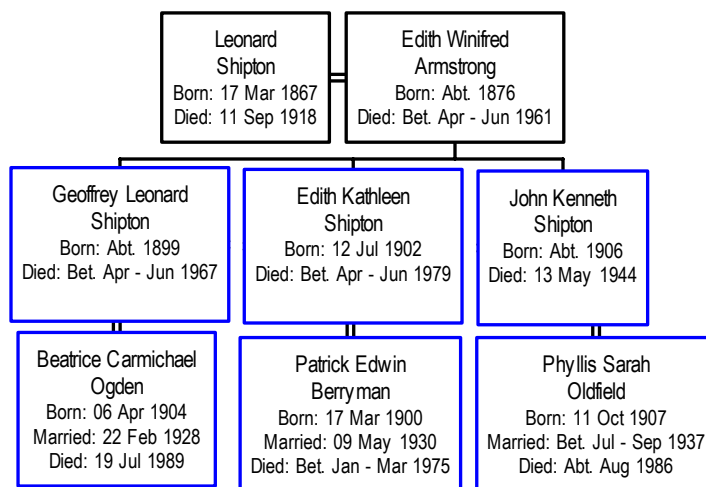 Leonard
Shipton
Born: 17 Mar 1867
Died: 11 Sep 1918
Edith Winifred
Armstrong
Born: Abt. 1876
Died: Bet. Apr - Jun 1961
Geoffrey Leonard
Shipton
Born: Abt. 1899
Died: Bet. Apr - Jun 1967
Edith Kathleen
Shipton
Born: 12 Jul 1902
Died: Bet. Apr - Jun 1979
John Kenneth
Shipton
Born: Abt. 1906
Died: 13 May 1944
Beatrice Carmichael
Ogden
Born: 06 Apr 1904
Married: 22 Feb 1928
Died: 19 Jul 1989
Patrick Edwin
Berryman
Born: 17 Mar 1900
Married: 09 May 1930
Died: Bet. Jan - Mar 1975
Phyllis Sarah
Oldfield
Born: 11 Oct 1907
Married: Bet. Jul - Sep 1937
Died: Abt. Aug 1986